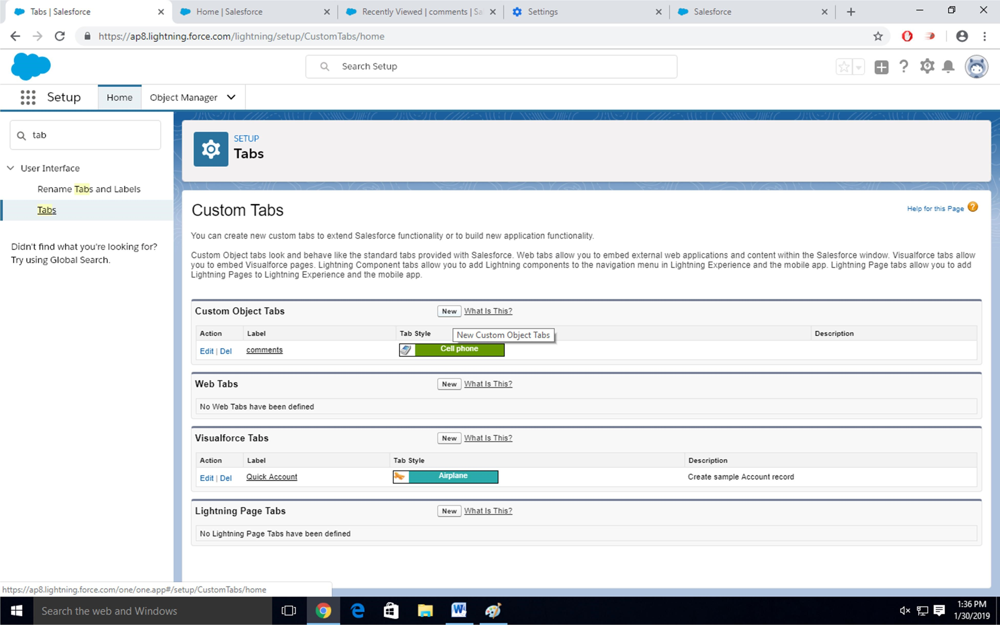 Tabs | Salesforce
Home | Salesforce
Recently Viewed | comments | Sa
Settings
Salesforce
https://ap8.lightning.force.com/lightning/setup/CustomTabs/home
Search Setup
Setup
Home
Object Manager
tab
User Interface
Rename Tabs and Labels
Tabs
Didn't find what you're looking for?
Try using Global Search.
SETUP
Tabs
Custom Tabs
Help for this Page
You can create new custom tabs to extend Salesforce functionality or to build new application functionality.
Custom Object tabs look and behave like the standard tabs provided with Salesforce. Web tabs allow you to embed external web applications and content within the Salesforce window. Visualforce tabs allow
you to embed Visualforce pages. Lightning Component tabs allow you to add Lightning components to the navigation menu in Lightning Experience and the mobile app. Lightning Page tabs allow you to add
Lightning Pages to Lightning Experience and the mobile app.
Custom Object Tabs New What Is This?
Action Label Tab Style Description
New Custom Object Tabs
Edit | Del comments Cell phone
Web Tabs New What Is This?
No Web Tabs have been defined
Visualforce Tabs New What Is This?
Action Label Tab Style Description
Edit | Del Quick Account Airplane Create sample Account record
Lightning Page Tabs New What Is This?
No Lightning Page Tabs have been defined
https://ap8.lightning.force.com/one/one.app#/setup/CustomTabs/home
Search the web and Windows
1:36 PM
1/30/2019